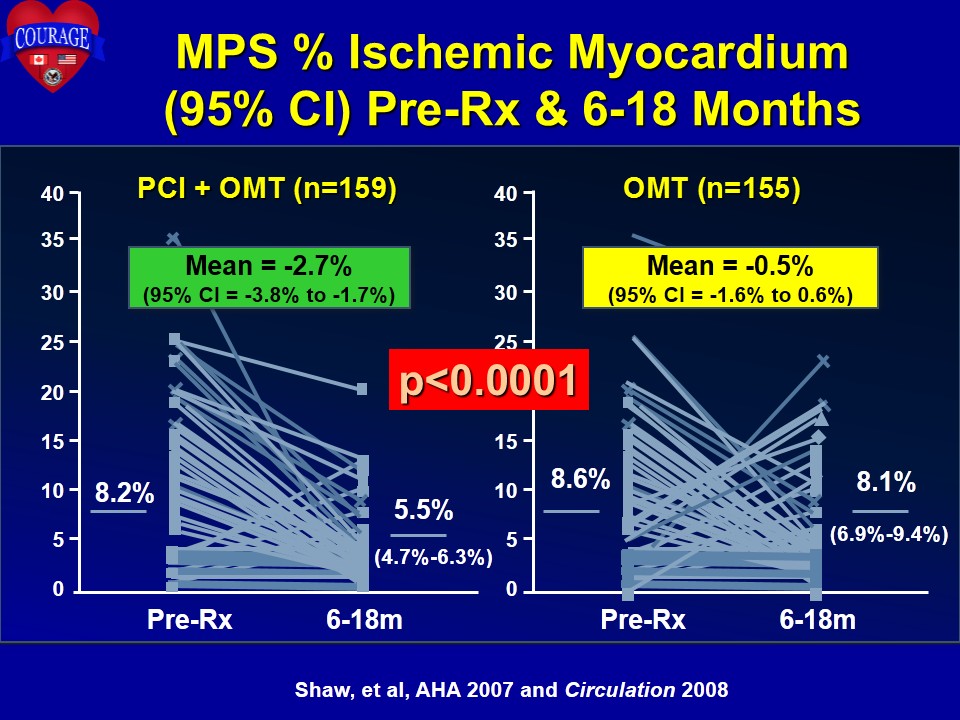 COURAGE
MPS % Ischemic Myocardium
(95% CI) Pre-Rx & 6-18 Months
PCI + OMT (n=159)
40
35
30
25
20
15
10
5
0
Mean = -2.7%
(95% CI = -3.8% to -1.7%)
8.2%
5.5%
(4.7%-6.3%)
Pre-Rx
6-18m
p<0.0001
OMT (n=155)
40
35
30
25
15
10
5
0
Mean = -0.5%
(95% CI = -1.6% to 0.6%)
8.6%
8.1%
(6.9%-9.4%)
Pre-Rx
6-18m
Shaw, et al, AHA 2007 and Circulation 2008